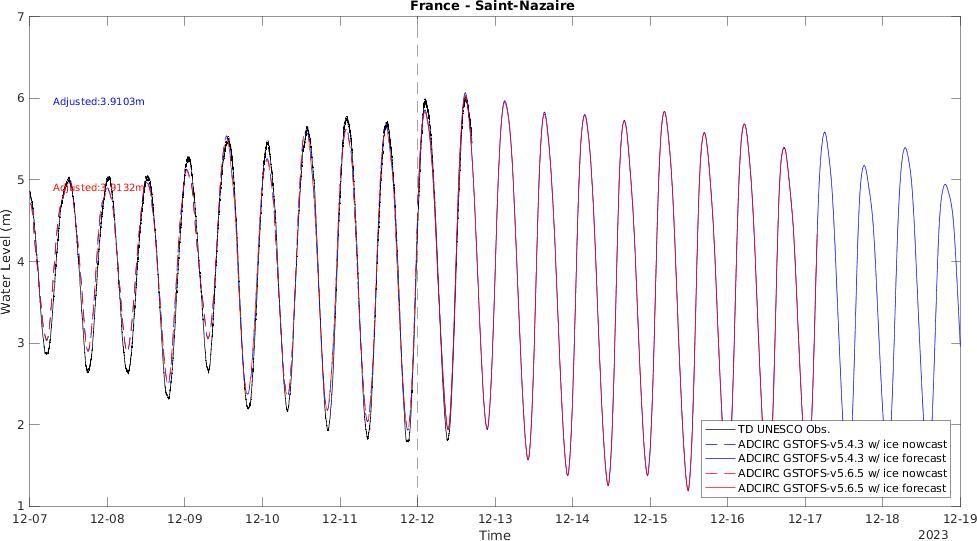 France - Saint-Nazaire
7
6
5
4
3
2
1
Water Level (m)
Adjusted:3.9103m
Adjusted:3.9132m
TD UNESCO Obs.
ADCIRC GSTOFS-v5.4.3 w/ ice nowcast
ADCIRC GSTOFS-v5.4.3 w/ ice forecast
ADCIRC GSTOFS-v5.6.5 w/ ice nowcast
ADCIRC GSTOFS-v5.6.5 w/ ice forecast
12-07 12-08 12-09 12-10 12-11 12-12 12-13 12-14 12-15 12-16 12-17 12-18 12-19
Time
2023